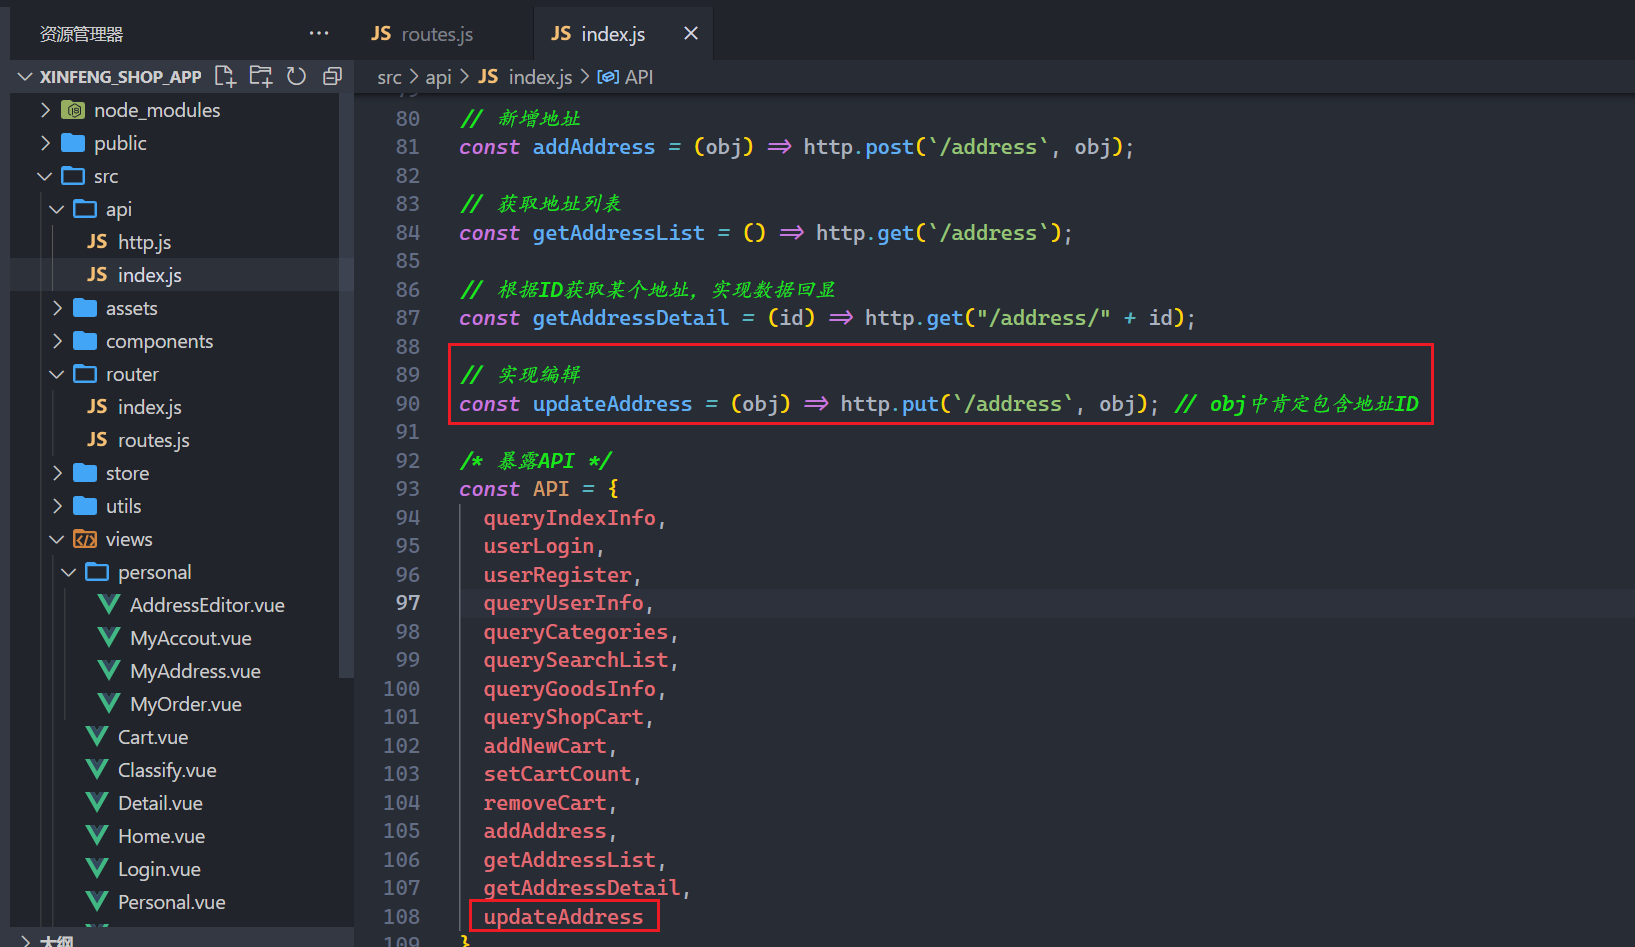 资源管理器 ···
XINFENG_SHOP_APP
node_modules
public
src
api
JS http.js
JS index.js
assets
components
router
JS index.js
JS routes.js
store
utils
views
personal
AddressEditor.vue
MyAccout.vue
MyAddress.vue
MyOrder.vue
Cart.vue
Classify.vue
Detail.vue
Home.vue
Login.vue
Personal.vue
大纲
JS routes.js JS index.js
src > api > JS index.js > API
80 // 新增地址
81 const addAddress = (obj) => http.post(`/address`, obj);
82
83 // 获取地址列表
84 const getAddressList = () => http.get(`/address`);
85
86 // 根据ID获取某个地址，实现数据回显
87 const getAddressDetail = (id) => http.get("/address/" + id);
88
89 // 实现编辑
90 const updateAddress = (obj) => http.put(`/address`, obj); // obj中肯定包含地址ID
91
92 /* 暴露API */
93 const API = {
94 queryIndexInfo,
95 userLogin,
96 userRegister,
97 queryUserInfo,
98 queryCategories,
99 querySearchList,
100 queryGoodsInfo,
101 queryShopCart,
102 addNewCart,
103 setCartCount,
104 removeCart,
105 addAddress,
106 getAddressList,
107 getAddressDetail,
108 updateAddress
109 }